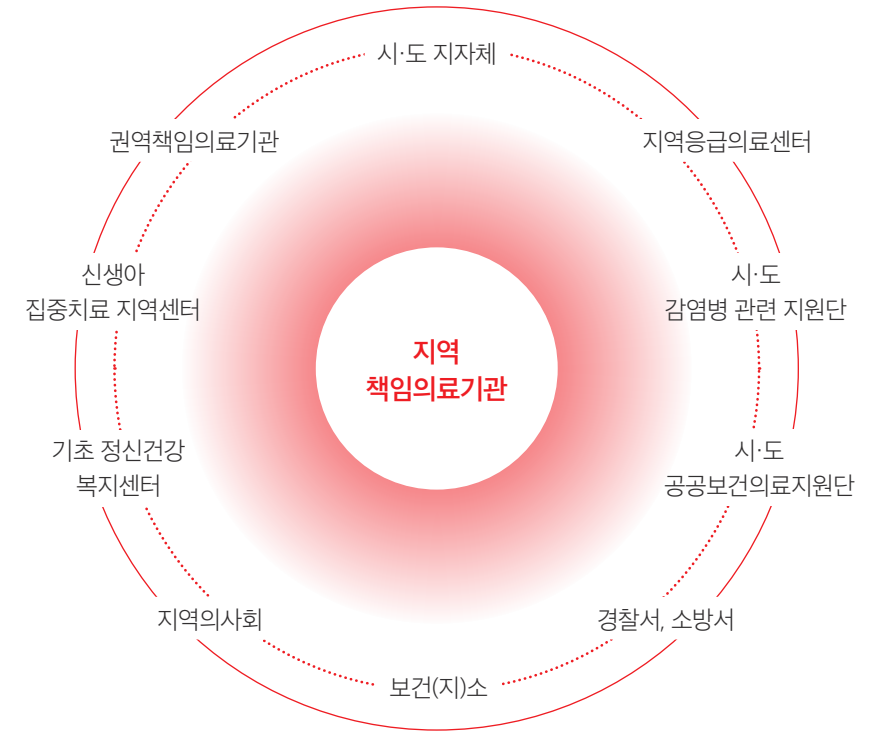 시·도 지자체
권역책임의료기관
지역응급의료센터
신생아
집중치료 지역센터
시·도
감염병 관련 지원단
지역
책임의료기관
기초 정신건강
복지센터
시·도
공공보건의료지원단
지역의사회
경찰서, 소방서
보건(지)소